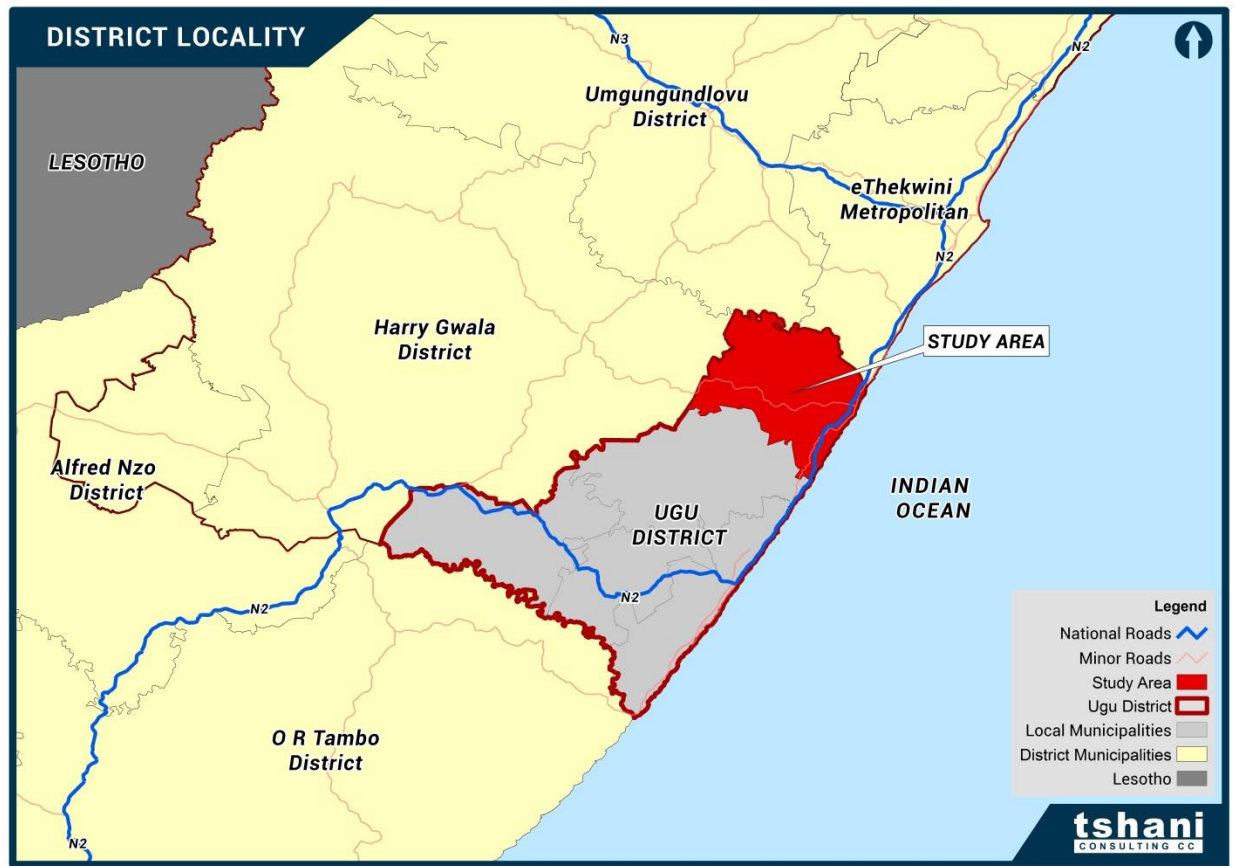 DISTRICT LOCALITY
N3
N2
Umgungundlovu
District
LESOTHO
eThekwini
Metropolitan
N2
Harry Gwala
District
STUDY AREA
Alfred Nzo
District
INDIAN
OCEAN
UGU
DISTRICT
N2
N2
O R Tambo
District
N2
Legend
National Roads
Minor Roads
Study Area
Ugu District
Local Municipalities
District Municipalities
Lesotho
tshani
CONSULTING CC